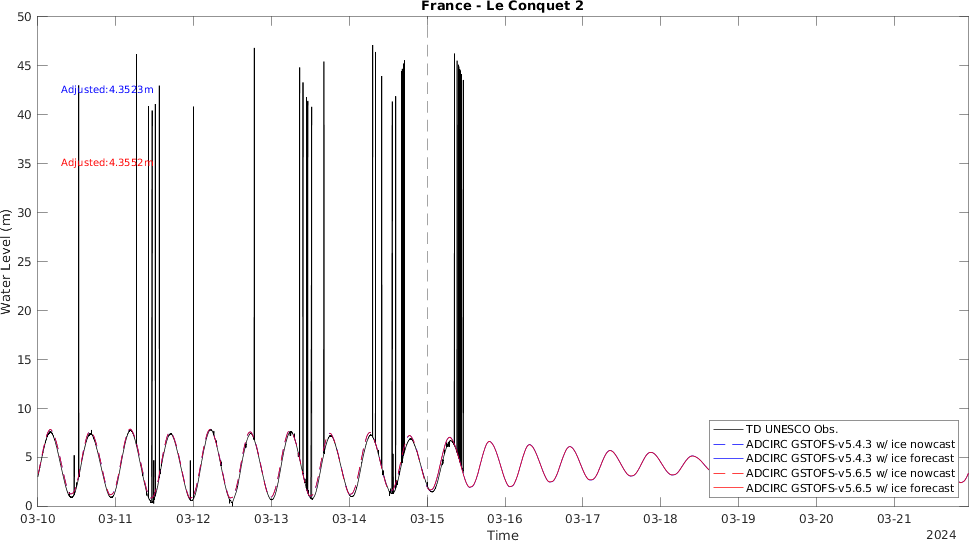 France - Le Conquet 2
50
45
40
35
30
25
20
15
10
5
0
Water Level (m)
Adjusted:4.3523m
Adjusted:4.3552m
TD UNESCO Obs.
ADCIRC GSTOFS-v5.4.3 w/ ice nowcast
ADCIRC GSTOFS-v5.4.3 w/ ice forecast
ADCIRC GSTOFS-v5.6.5 w/ ice nowcast
ADCIRC GSTOFS-v5.6.5 w/ ice forecast
03-10 03-11 03-12 03-13 03-14 03-15 03-16 03-17 03-18 03-19 03-20 03-21
Time
2024